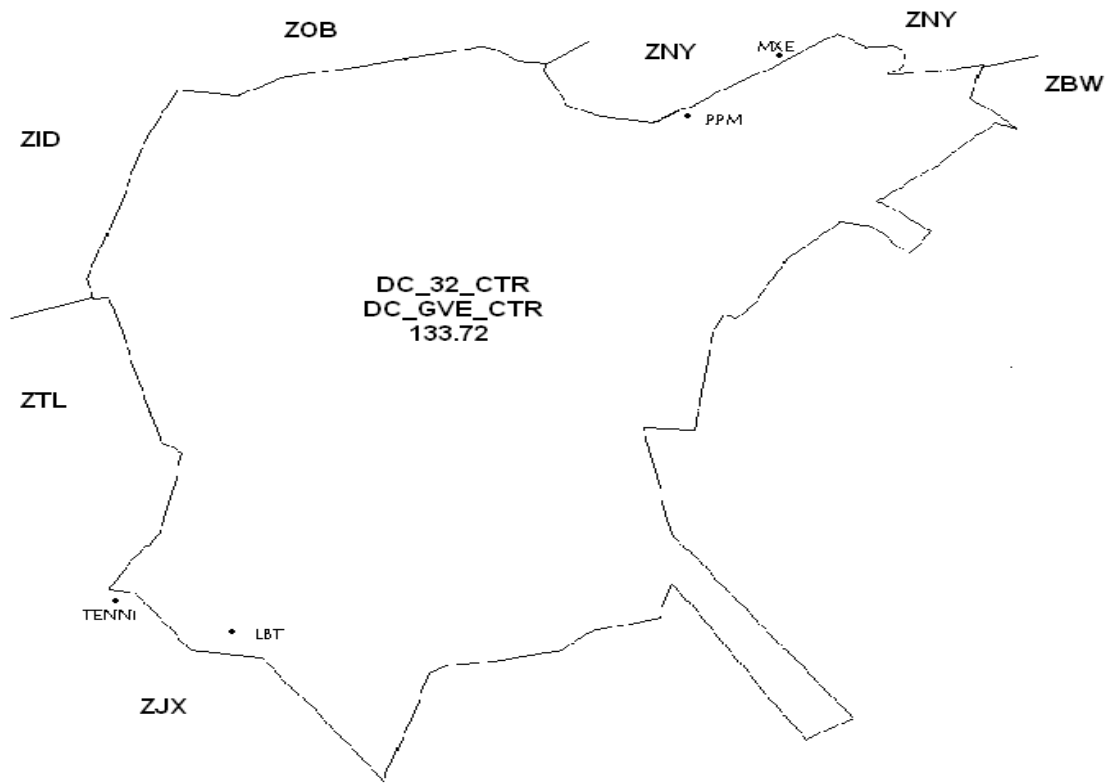 ZNY
ZOB
ZNY
MXE
ZBW
PPM
ZID
DC_32_CTR
DC_GVE_CTR
133.72
ZTL
TENNI
LBT
ZJX